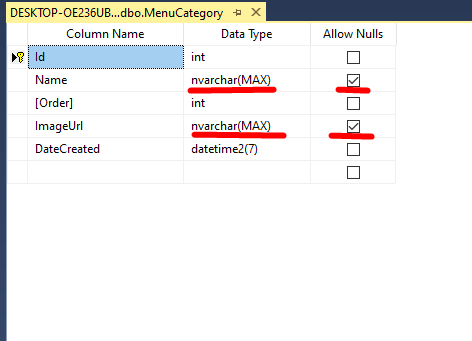 DESKTOP-OE236UB...dbo.MenuCategory
Column Name Data Type Allow Nulls
Id int
Name nvarchar(MAX)
[Order] int
ImageUrl nvarchar(MAX)
DateCreated datetime2(7)